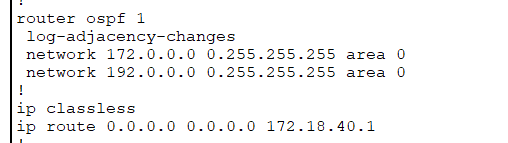 !
router ospf 1
 log-adjacency-changes
 network 172.0.0.0 0.255.255.255 area 0
 network 192.0.0.0 0.255.255.255 area 0
!
ip classless
ip route 0.0.0.0 0.0.0.0 172.18.40.1
!